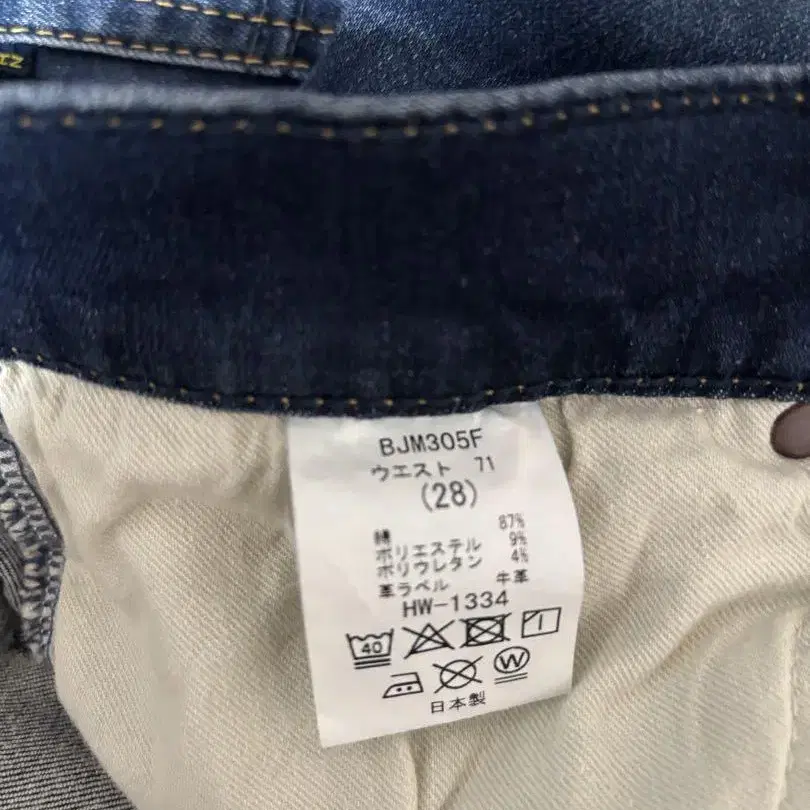 BJM305F
ウエスト 71
(28)
綿 87%
ポリエステル 9%
ポリウレタン 4%
革ラベル 牛革
HW-1334
40
W
日本製